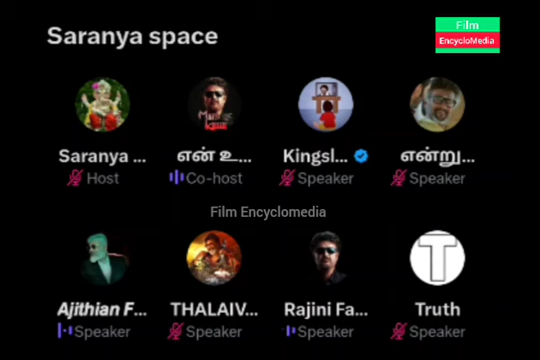 Saranya space
Film
EncycloMedia
Saranya ...
என் உ...
Kingsl...
என்று...
Host
Co-host
Speaker
Speaker
Film Encyclomedia
Ajithian F...
THALAIV...
Rajini Fa...
Truth
Speaker
Speaker
Speaker
Speaker